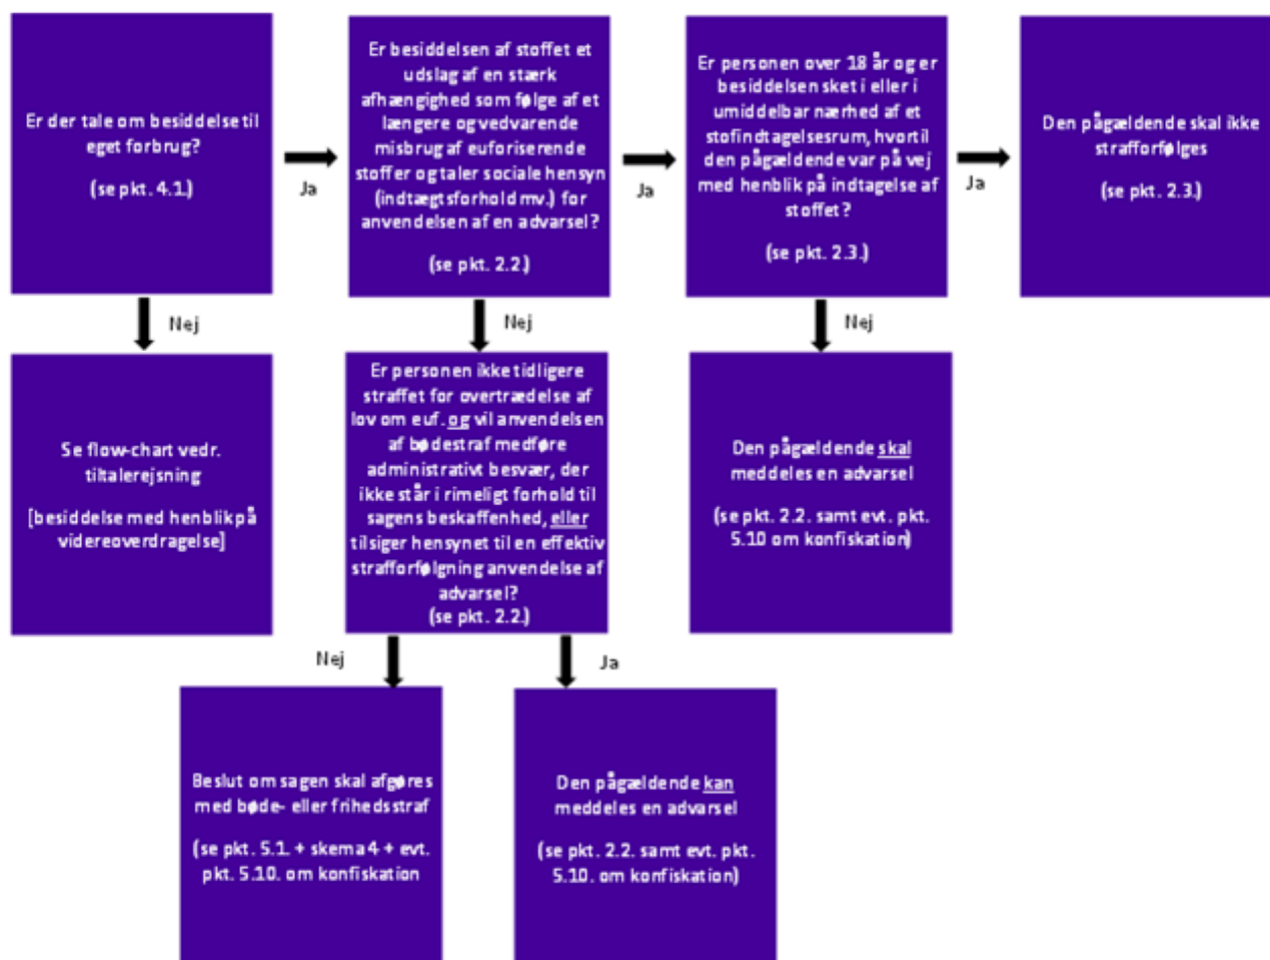 Er der tale om besiddelse til
eget forbrug?
(se pkt. 4.1.)
Ja
Er besiddelsen af stoffet et
udslag af en stærk
afhængighed som følge af et
længere og vedvarende
misbrug af euforiserende
stoffer og taler sociale hensyn
(indtægtsforhold mv.) for
anvendelsen af en advarsel?
(se pkt. 2.2.)
Ja
Er personen over 18 år og er
besiddelsen sket i eller i
umiddelbar nærhed af et
stofindtagelsesrum, hvortil
den pågældende var på vej
med henblik på indtagelse af
stoffet?
(se pkt. 2.3.)
Ja
Den pågældende skal ikke
strafforfølges
(se pkt. 2.3.)
Nej
Nej
Nej
Se flow-chart vedr.
tiltalerejsning
[besiddelse med henblik på
videreoverdragelse]
Er personen ikke tidligere
straffet for overtrædelse af
lov om euf. og vil anvendelsen
af bødestraf medføre
administrativt besvær, der
ikke står i rimeligt forhold til
sagens beskaffenhed, eller
tilsiger hensynet til en effektiv
strafforfølgning anvendelse af
advarsel?
(se pkt. 2.2.)
Den pågældende skal
meddeles en advarsel
(se pkt. 2.2. samt evt. pkt.
5.10 om konfiskation)
Nej
Ja
Beslut om sagen skal afgøres
med bøde- eller frihedsstraf
(se pkt. 5.1. + skema 4 + evt.
pkt. 5.10. om konfiskation
Den pågældende kan
meddeles en advarsel
(se pkt. 2.2. samt evt. pkt.
5.10. om konfiskation)